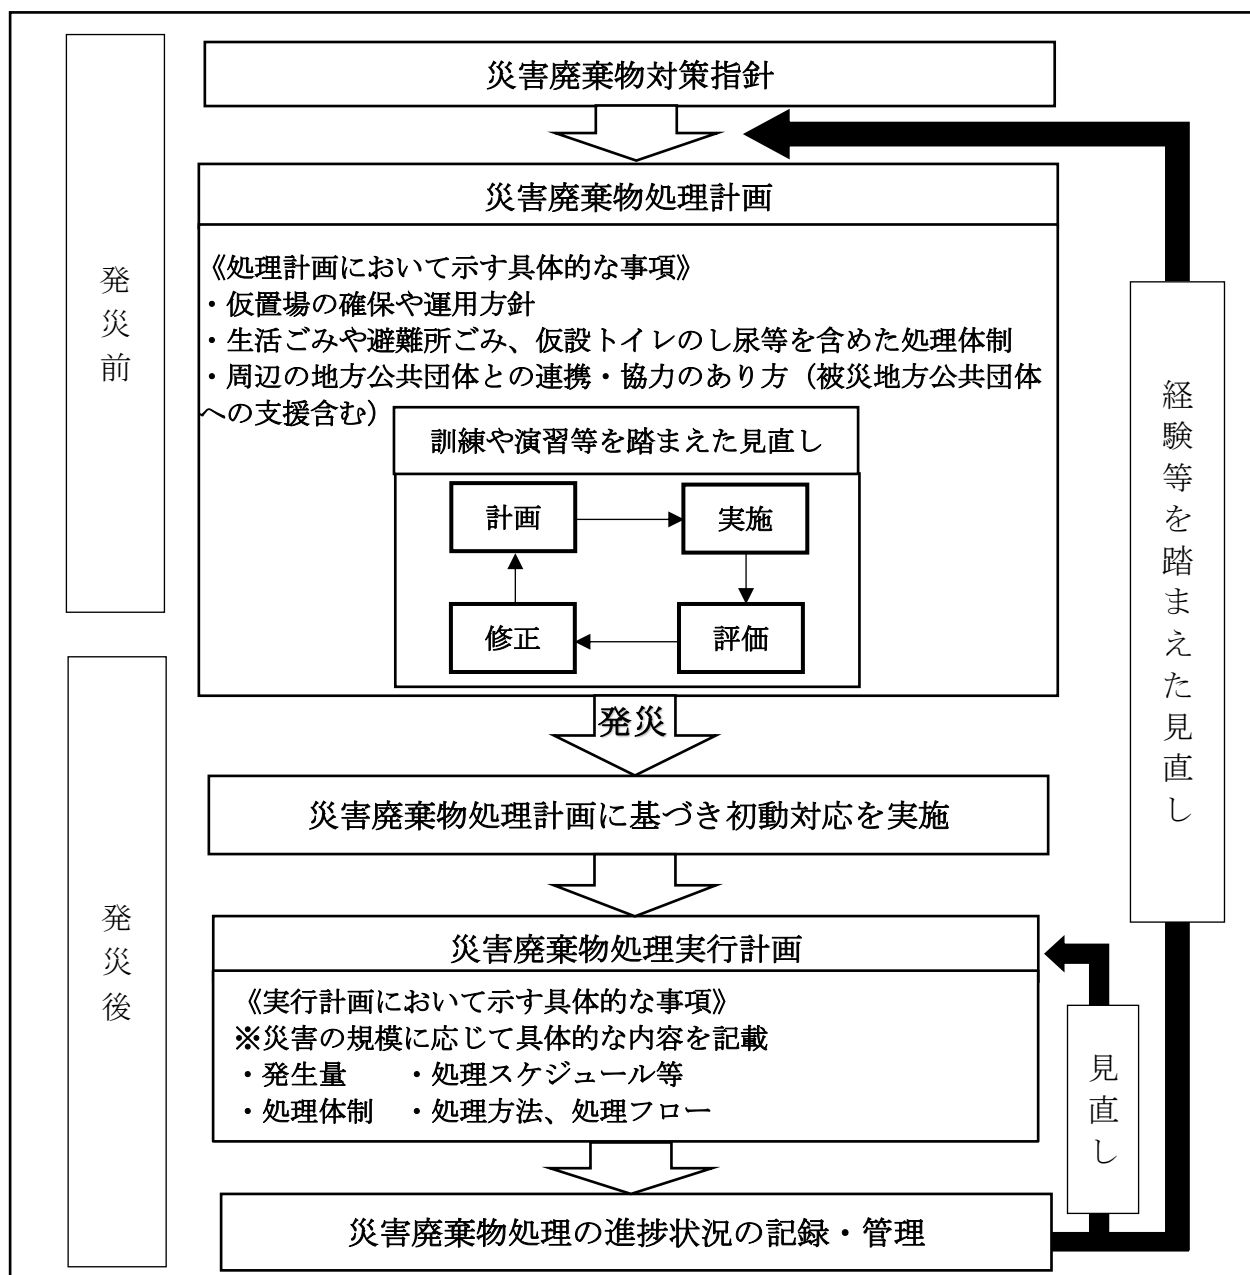 発災前
災害廃棄物対策指針
災害廃棄物処理計画
《処理計画において示す具体的な事項》
・仮置場の確保や運用方針
・生活ごみや避難所ごみ、仮設トイレのし尿等を含めた処理体制
・周辺の地方公共団体との連携・協力のあり方（被災地方公共団体
への支援含む）
訓練や演習等を踏まえた見直し
計画
実施
修正
評価
経験等を踏まえた見直し
発災後
発災
災害廃棄物処理計画に基づき初動対応を実施
災害廃棄物処理実行計画
《実行計画において示す具体的な事項》
※災害の規模に応じて具体的な内容を記載
・発生量　　・処理スケジュール等
・処理体制　・処理方法、処理フロー
見直し
災害廃棄物処理の進捗状況の記録・管理